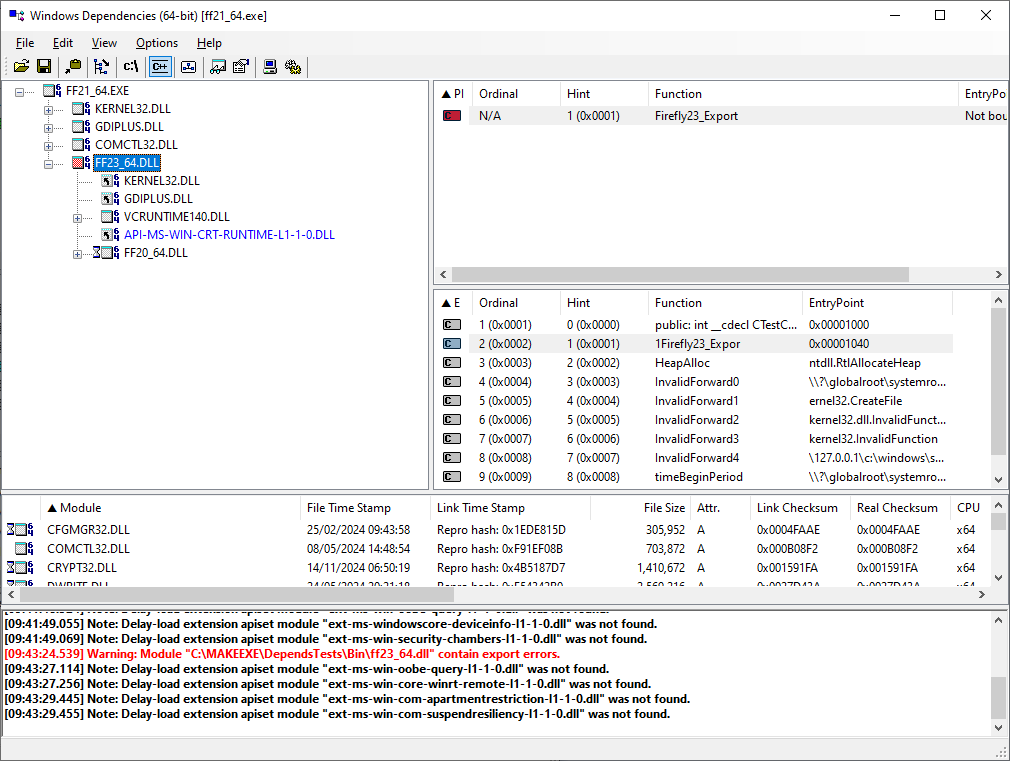 Windows Dependencies (64-bit) [ff21_64.exe]
File Edit View Options Help
C:\ C++
FF21_64.EXE
KERNEL32.DLL
GDIPLUS.DLL
COMCTL32.DLL
FF23_64.DLL
KERNEL32.DLL
GDIPLUS.DLL
VCRUNTIME140.DLL
API-MS-WIN-CRT-RUNTIME-L1-1-0.DLL
FF20_64.DLL
PI Ordinal Hint Function EntryPo
C N/A 1 (0x0001) Firefly23_Export Not bou
E Ordinal Hint Function EntryPoint
C 1 (0x0001) 0 (0x0000) public: int __cdecl CTestC... 0x00001000
C 2 (0x0002) 1 (0x0001) 1Firefly23_Expor 0x00001040
C 3 (0x0003) 2 (0x0002) HeapAlloc ntdll.RtlAllocateHeap
C 4 (0x0004) 3 (0x0003) InvalidForward0 \\?\globalroot\systemro...
C 5 (0x0005) 4 (0x0004) InvalidForward1 ernel32.CreateFile
C 6 (0x0006) 5 (0x0005) InvalidForward2 kernel32.dll.InvalidFunct...
C 7 (0x0007) 6 (0x0006) InvalidForward3 kernel32.InvalidFunction
C 8 (0x0008) 7 (0x0007) InvalidForward4 \127.0.0.1\c:\windows\s...
C 9 (0x0009) 8 (0x0008) timeBeginPeriod \\?\globalroot\systemro...
Module File Time Stamp Link Time Stamp File Size Attr. Link Checksum Real Checksum CPU
CFGMGR32.DLL 25/02/2024 09:43:58 Repro hash: 0x1EDE815D 305,952 A 0x0004FAAE 0x0004FAAE x64
COMCTL32.DLL 08/05/2024 14:48:54 Repro hash: 0xF91EF08B 703,872 A 0x000B08F2 0x000B08F2 x64
CRYPT32.DLL 14/11/2024 06:50:19 Repro hash: 0x4B5187D7 1,410,672 A 0x001591FA 0x001591FA x64
[09:41:49.055] Note: Delay-load extension apiset module "ext-ms-windowscore-deviceinfo-l1-1-0.dll" was not found.
[09:41:49.069] Note: Delay-load extension apiset module "ext-ms-win-security-chambers-l1-1-0.dll" was not found.
[09:43:24.539] Warning: Module "C:\MAKEEXE\DependsTests\Bin\ff23_64.dll" contain export errors.
[09:43:27.114] Note: Delay-load extension apiset module "ext-ms-win-oobe-query-l1-1-0.dll" was not found.
[09:43:27.256] Note: Delay-load extension apiset module "ext-ms-win-core-winrt-remote-l1-1-0.dll" was not found.
[09:43:29.445] Note: Delay-load extension apiset module "ext-ms-win-com-apartmentrestriction-l1-1-0.dll" was not found.
[09:43:29.455] Note: Delay-load extension apiset module "ext-ms-win-com-suspendresiliency-l1-1-0.dll" was not found.